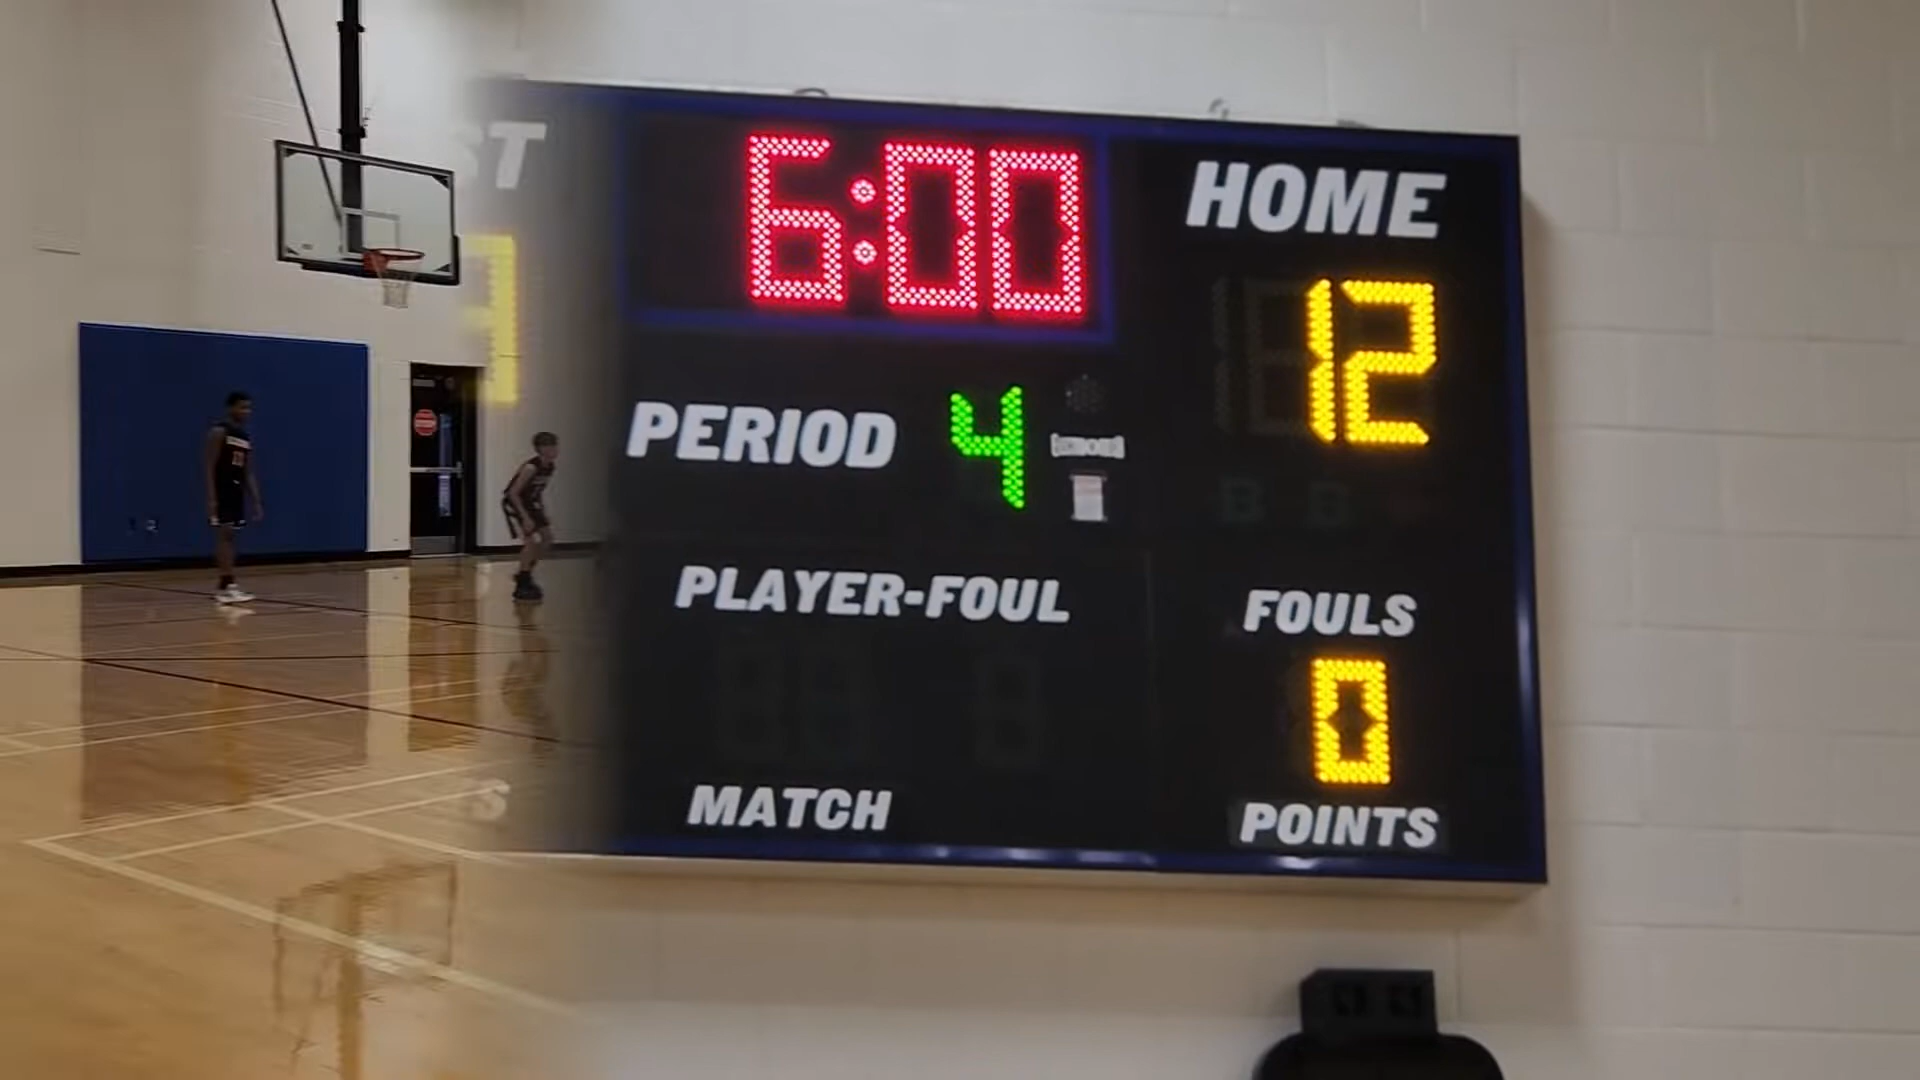 6:00
HOME
12
PERIOD 4
PLAYER-FOUL
FOULS
0
MATCH
POINTS